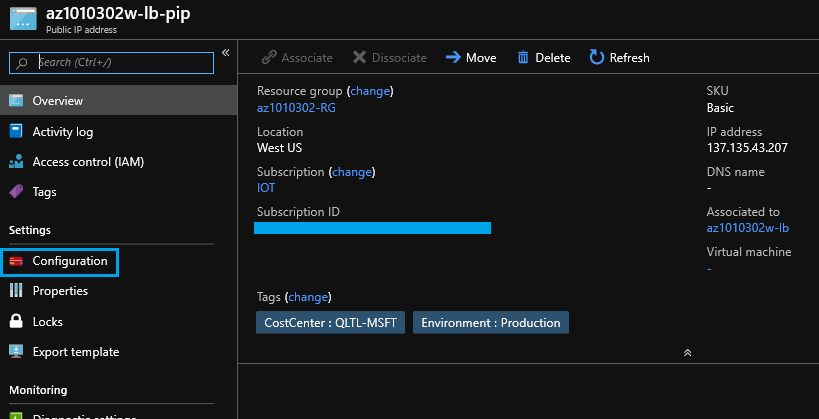 az1010302w-lb-pip
Public IP address
Search (Ctrl+/)
«
Overview
Activity log
Access control (IAM)
Tags
Settings
Configuration
Properties
Locks
Export template
Monitoring
Diagnostic settings
Associate Dissociate Move Delete Refresh
Resource group (change)
az1010302-RG
Location
West US
Subscription (change)
IOT
Subscription ID
SKU
Basic
IP address
137.135.43.207
DNS name
-
Associated to
az1010302w-lb
Virtual machine
-
Tags (change)
CostCenter : QLTL-MSFT Environment : Production